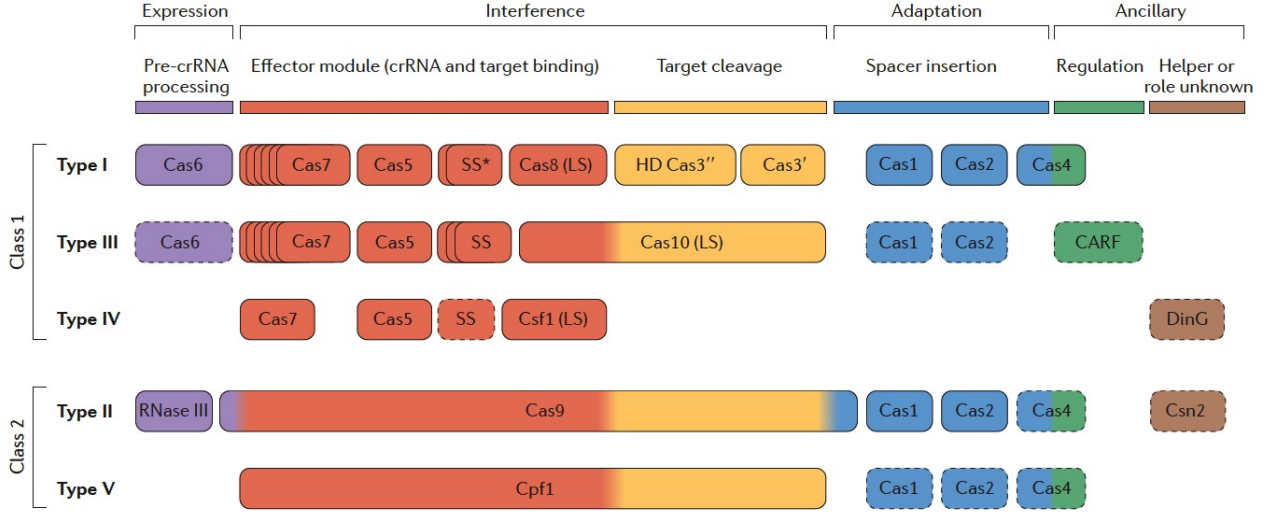 Expression Interference Adaptation Ancillary
Pre-crRNA processing Effector module (crRNA and target binding) Target cleavage Spacer insertion Regulation Helper or role unknown
Class 1
Type I Cas6 Cas7 Cas5 SS* Cas8 (LS) HD Cas3′′ Cas3′ Cas1 Cas2 Cas4
Type III Cas6 Cas7 Cas5 SS Cas10 (LS) Cas1 Cas2 CARF
Type IV Cas7 Cas5 SS Csf1 (LS) DinG
Class 2
Type II RNase III Cas9 Cas1 Cas2 Cas4 Csn2
Type V Cpf1 Cas1 Cas2 Cas4